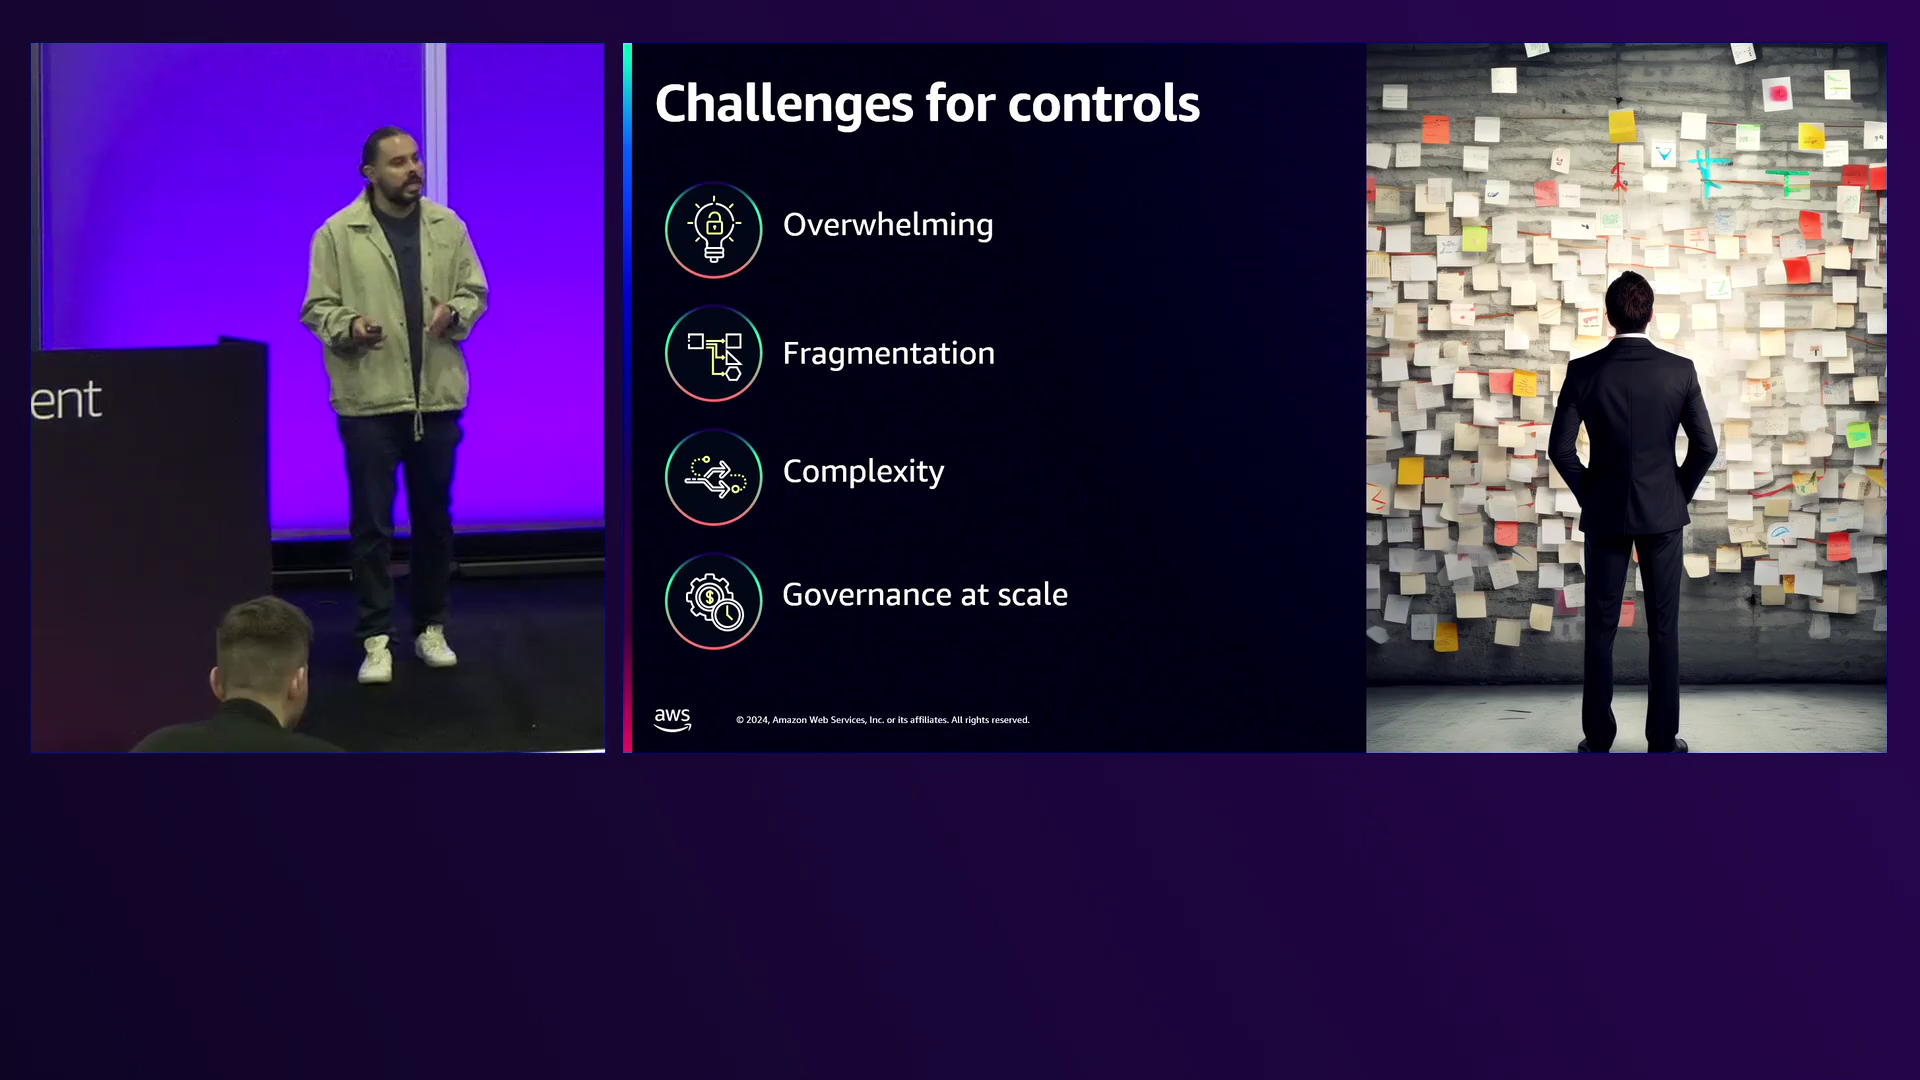 ent
Challenges for controls
Overwhelming
Fragmentation
Complexity
Governance at scale
aws
© 2024, Amazon Web Services, Inc. or its affiliates. All rights reserved.